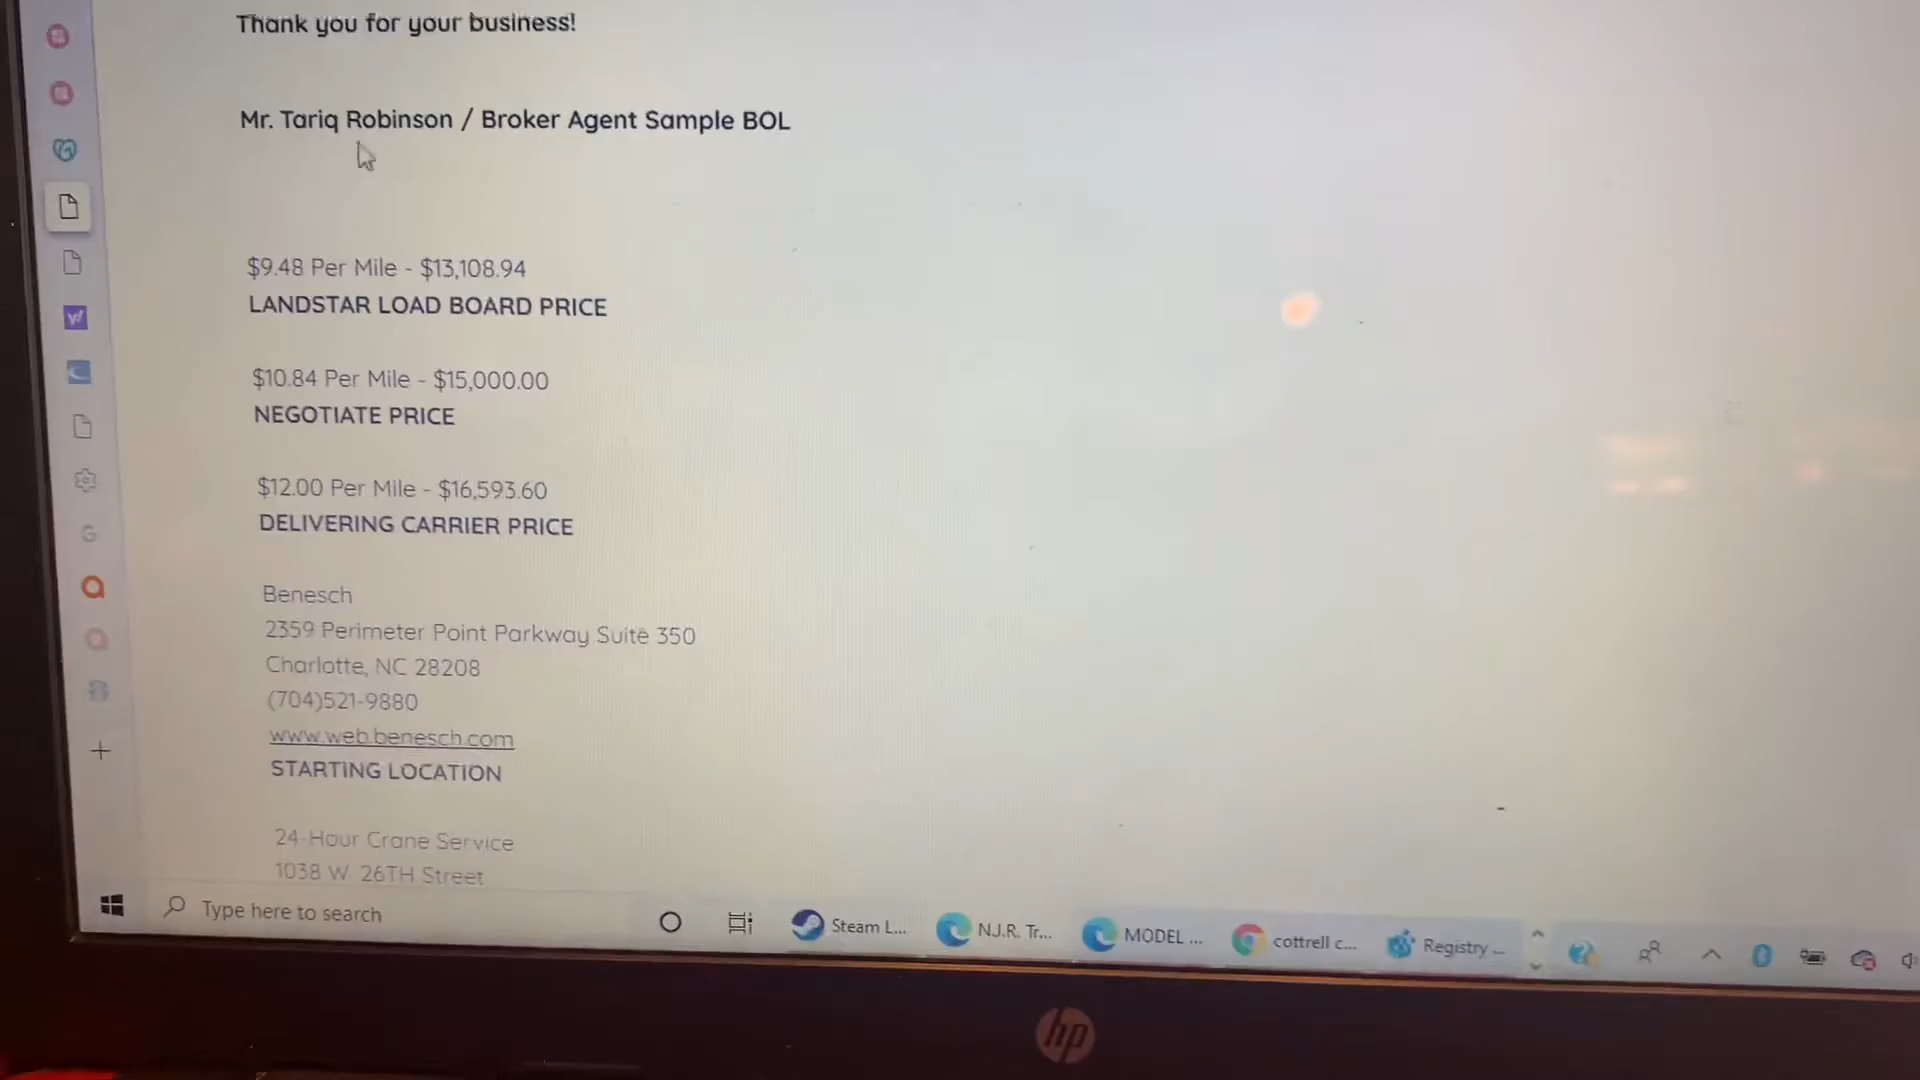 Thank you for your business!
Mr. Tariq Robinson / Broker Agent Sample BOL
$9.48 Per Mile - $13,108.94
LANDSTAR LOAD BOARD PRICE
$10.84 Per Mile - $15,000.00
NEGOTIATE PRICE
$12.00 Per Mile - $16,593.60
DELIVERING CARRIER PRICE
Benesch
2359 Perimeter Point Parkway Suite 350
Charlotte, NC 28208
(704)521-9880
www.web.benesch.com
STARTING LOCATION
24-Hour Crane Service
1038 W. 26TH Street
Type here to search
Steam L...
N.J.R. Tr...
MODEL ...
cottrell c...
Registry ...
hp